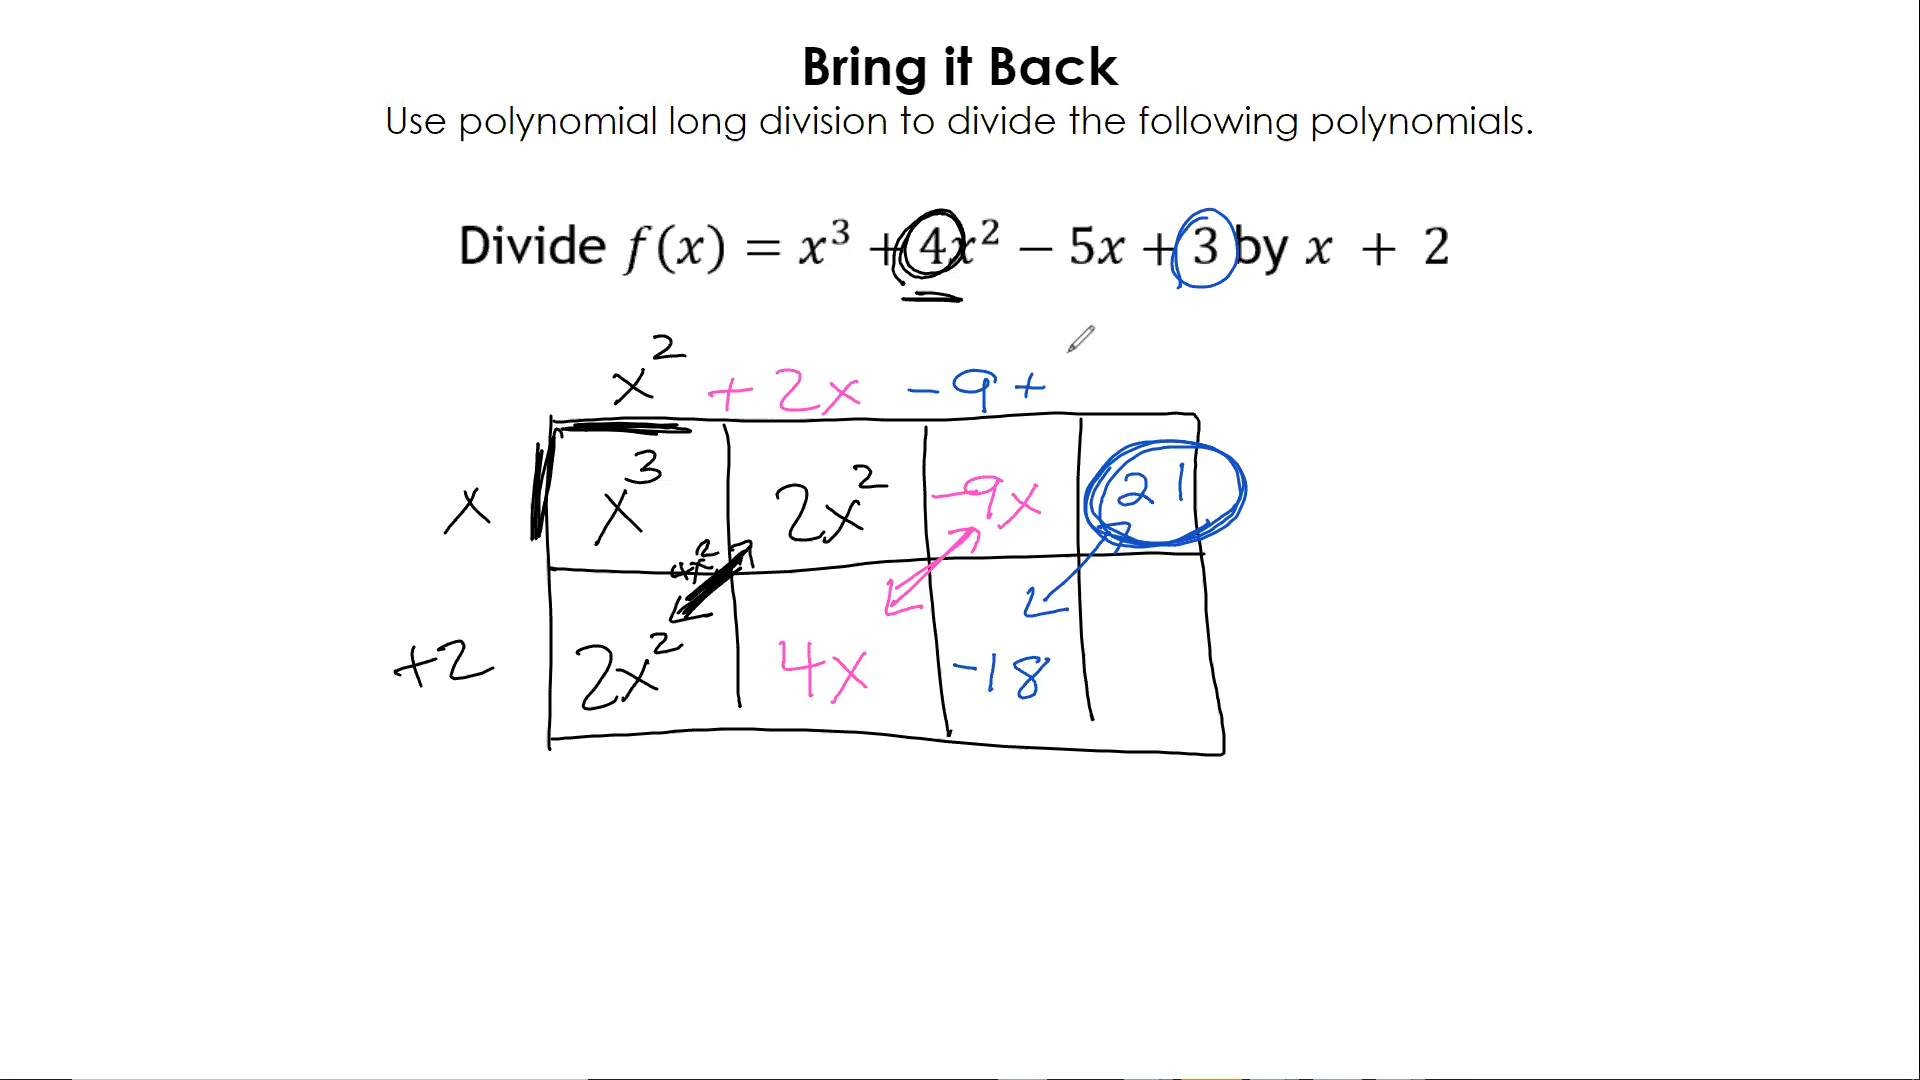 Bring it Back
Use polynomial long division to divide the following polynomials.
Divide f(x) = x³ + 4x² − 5x + 3 by x + 2
x² + 2x − 9 +
x x³ 2x² −9x 21
4x²
+2 2x² 4x −18